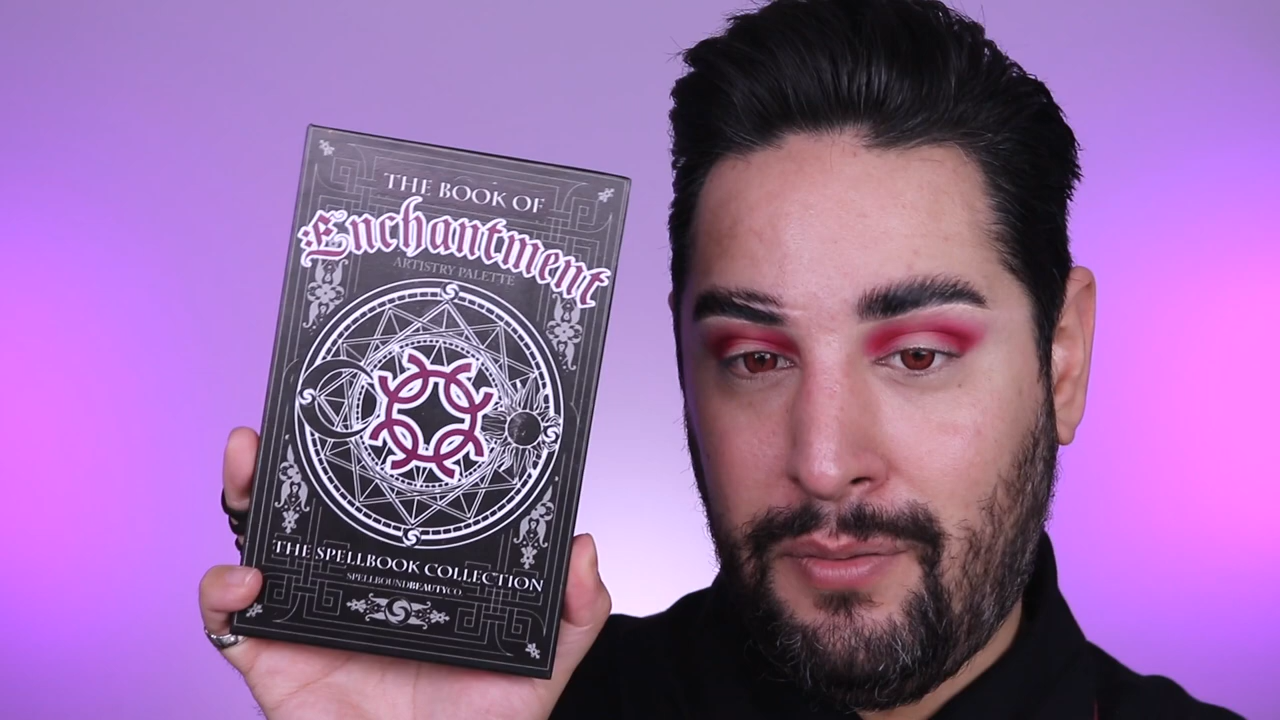 THE BOOK OF
Enchantment
ARTISTRY PALETTE
THE SPELLBOOK COLLECTION
SPELLBOUNDBEAUTYCO.